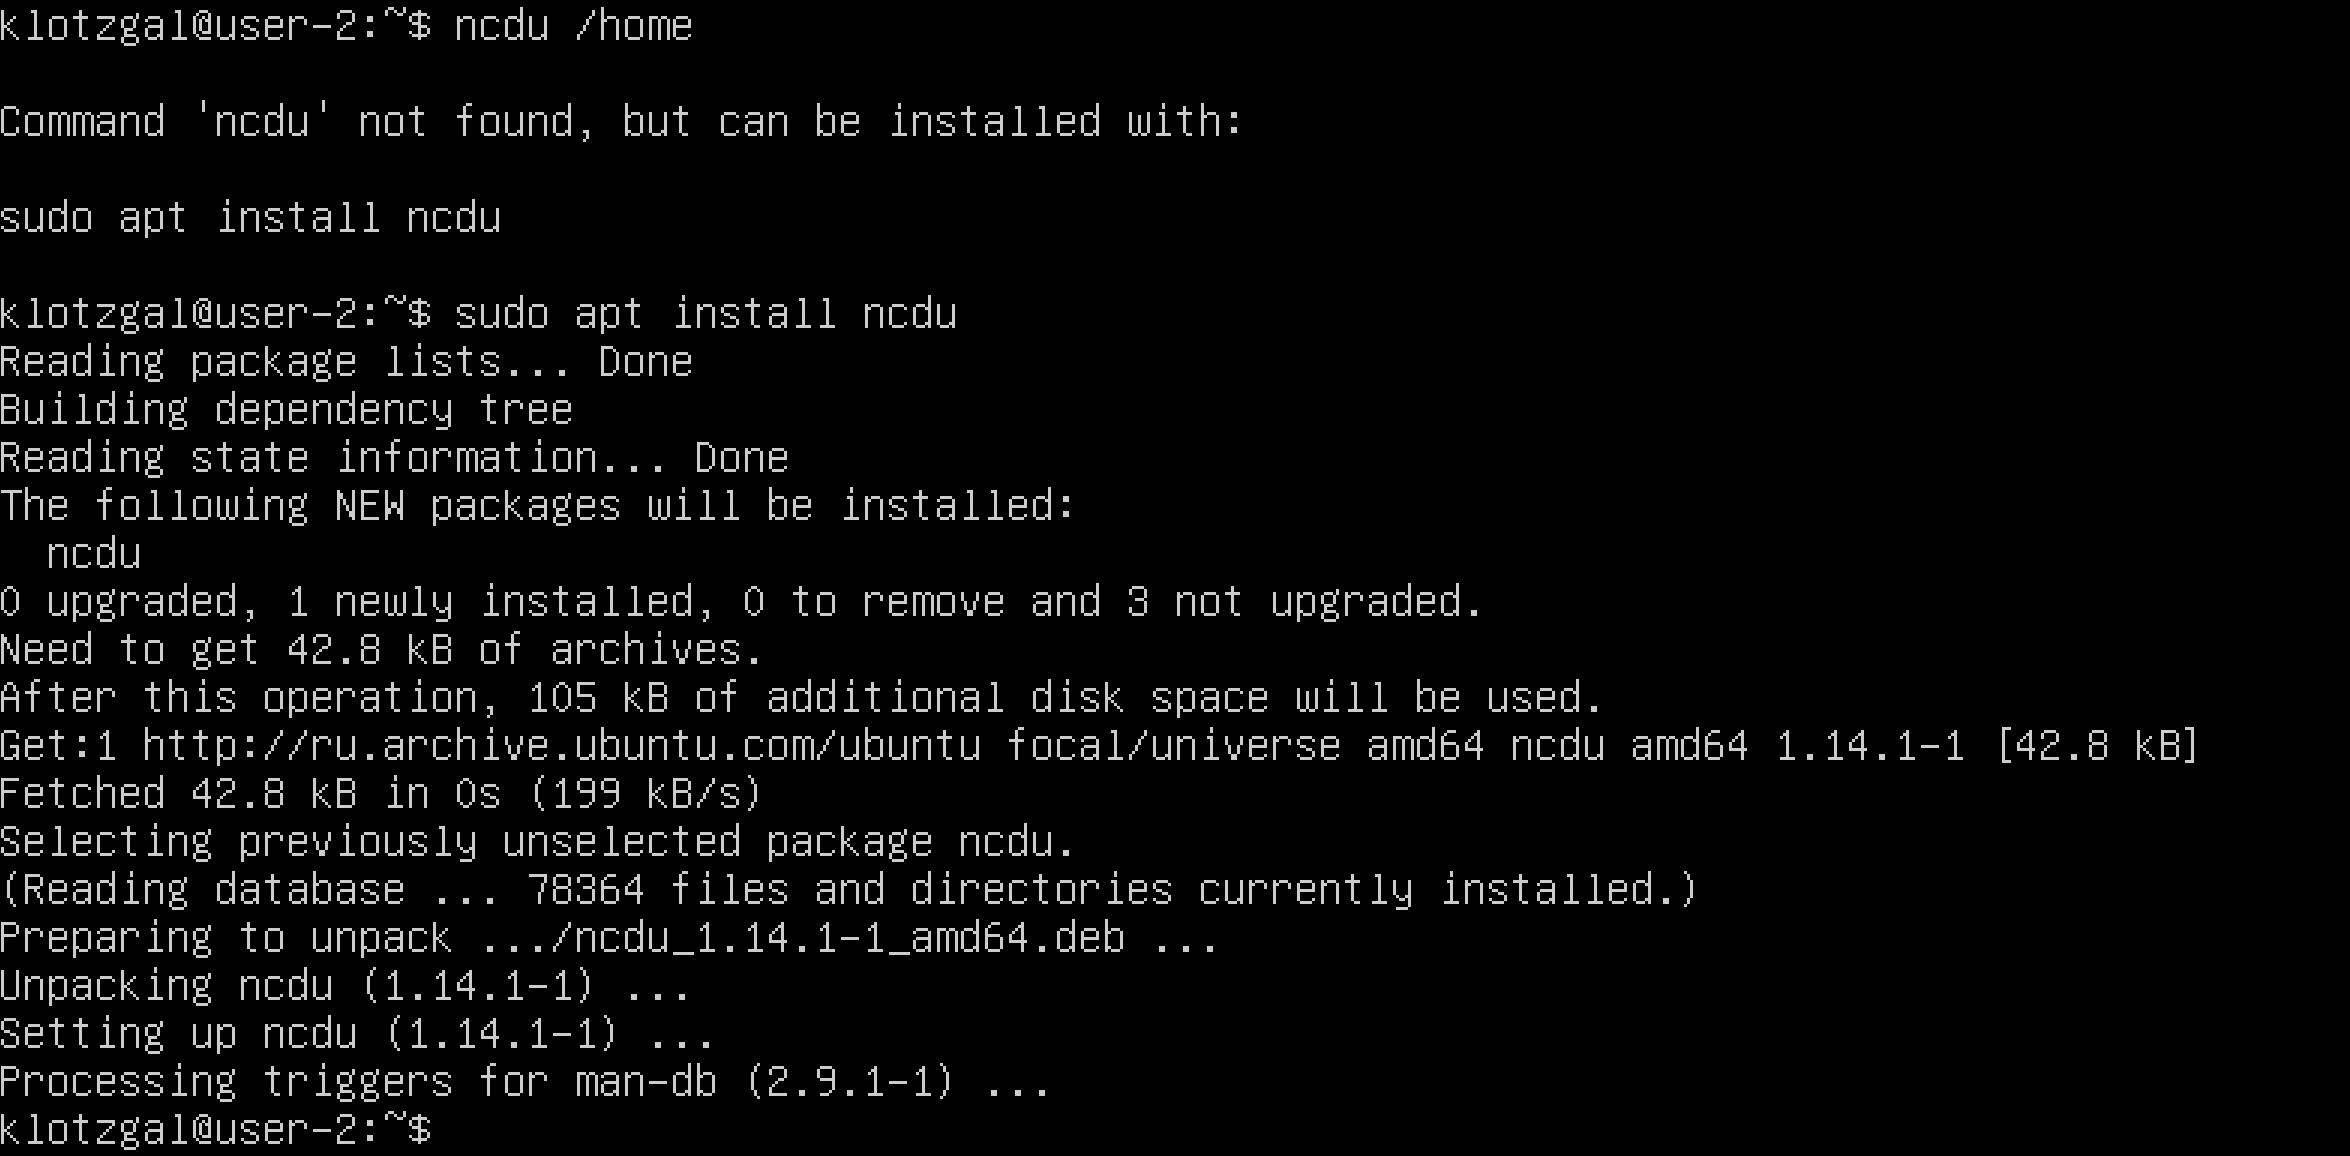 klotzgal@user-2:~$ ncdu /home
Command 'ncdu' not found, but can be installed with:
sudo apt install ncdu
klotzgal@user-2:~$ sudo apt install ncdu
Reading package lists... Done
Building dependency tree
Reading state information... Done
The following NEW packages will be installed:
  ncdu
0 upgraded, 1 newly installed, 0 to remove and 3 not upgraded.
Need to get 42.8 kB of archives.
After this operation, 105 kB of additional disk space will be used.
Get:1 http://ru.archive.ubuntu.com/ubuntu focal/universe amd64 ncdu amd64 1.14.1-1 [42.8 kB]
Fetched 42.8 kB in 0s (199 kB/s)
Selecting previously unselected package ncdu.
(Reading database ... 78364 files and directories currently installed.)
Preparing to unpack .../ncdu_1.14.1-1_amd64.deb ...
Unpacking ncdu (1.14.1-1) ...
Setting up ncdu (1.14.1-1) ...
Processing triggers for man-db (2.9.1-1) ...
klotzgal@user-2:~$